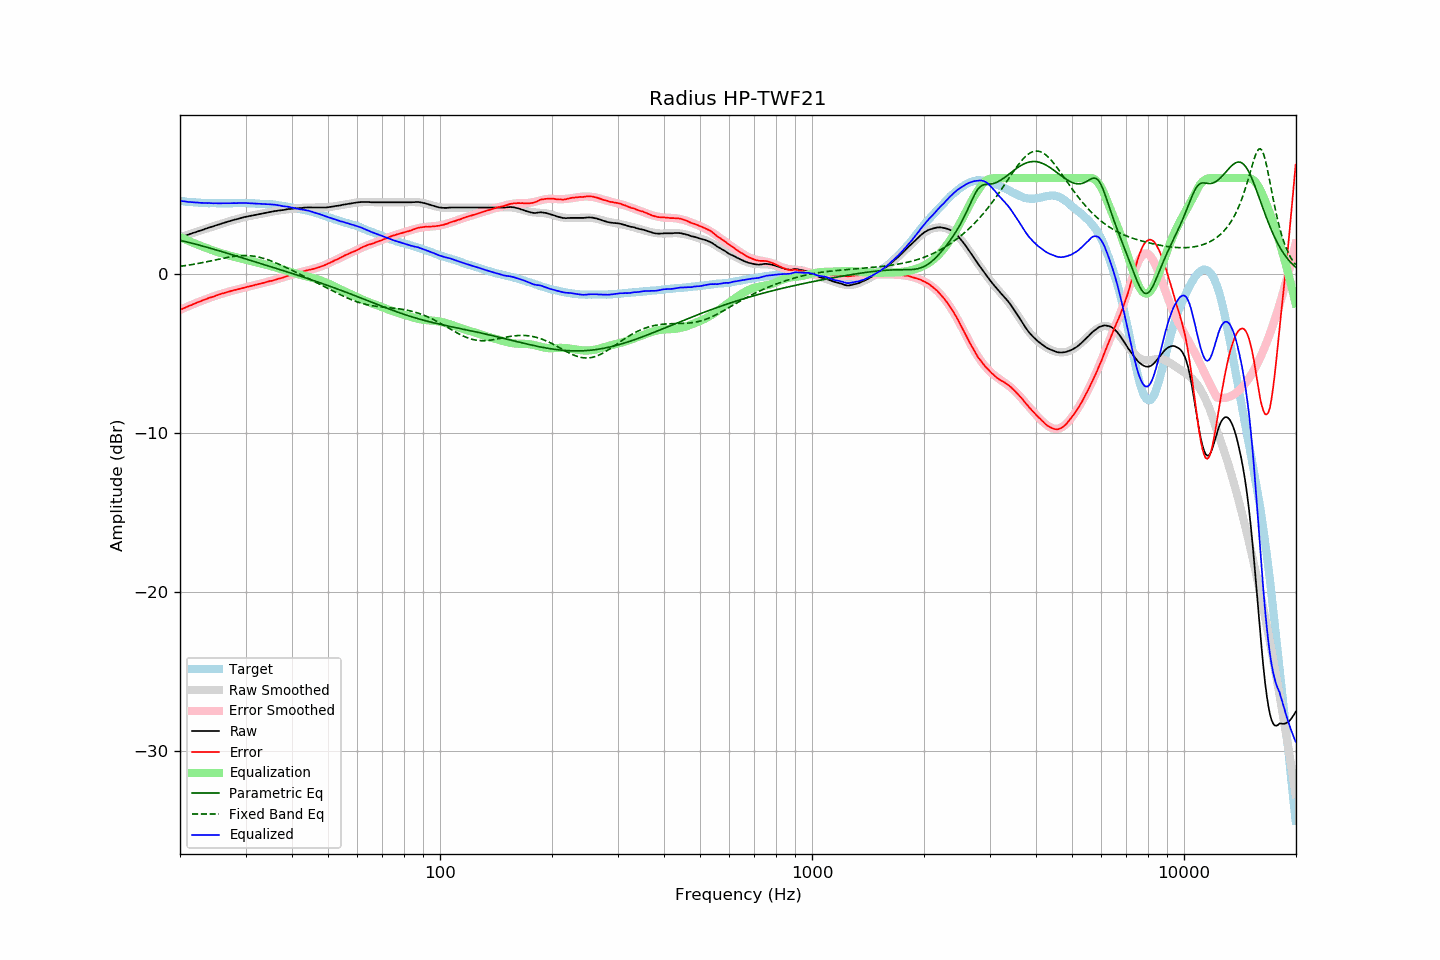 Radius HP-TWF21
Amplitude (dBr)
0
−10
−20
−30
Target
Raw Smoothed
Error Smoothed
Raw
Error
Equalization
Parametric Eq
Fixed Band Eq
Equalized
100
1000
10000
Frequency (Hz)